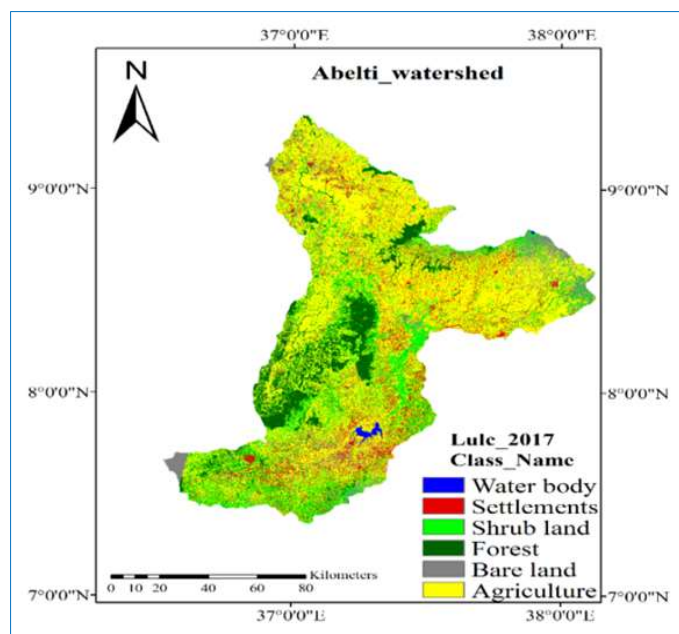 37°0'0"E 38°0'0"E
N
Abelti_watershed
9°0'0"N 9°0'0"N
8°0'0"N 8°0'0"N
Lulc_2017
Class_Name
Water body
Settlements
Shrub land
Forest
Bare land
Agriculture
Kilometers
0 5 10 20 40 60 80
7°0'0"N 7°0'0"N
37°0'0"E 38°0'0"E